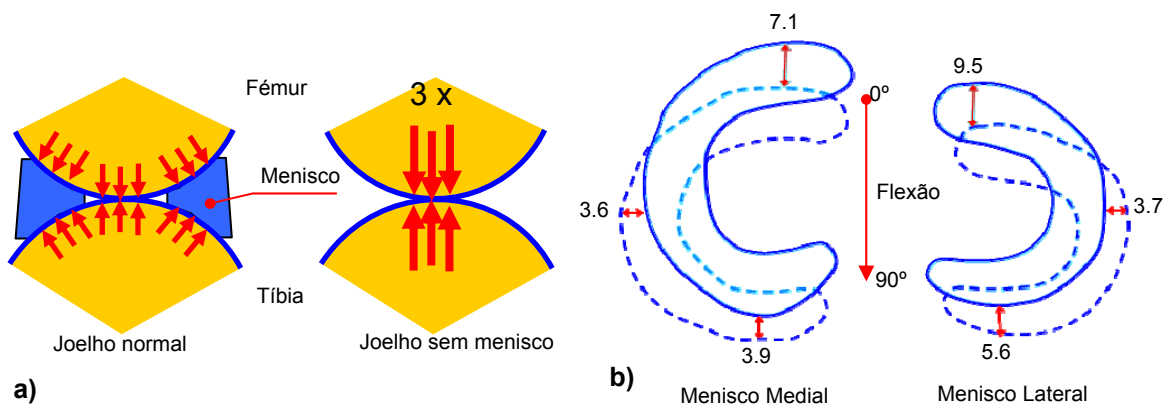 Fémur
3 x
Menisco
Tíbia
Joelho normal
Joelho sem menisco
a)
7.1
9.5
0º
Flexão
3.6
3.7
90º
3.9
5.6
b)
Menisco Medial
Menisco Lateral